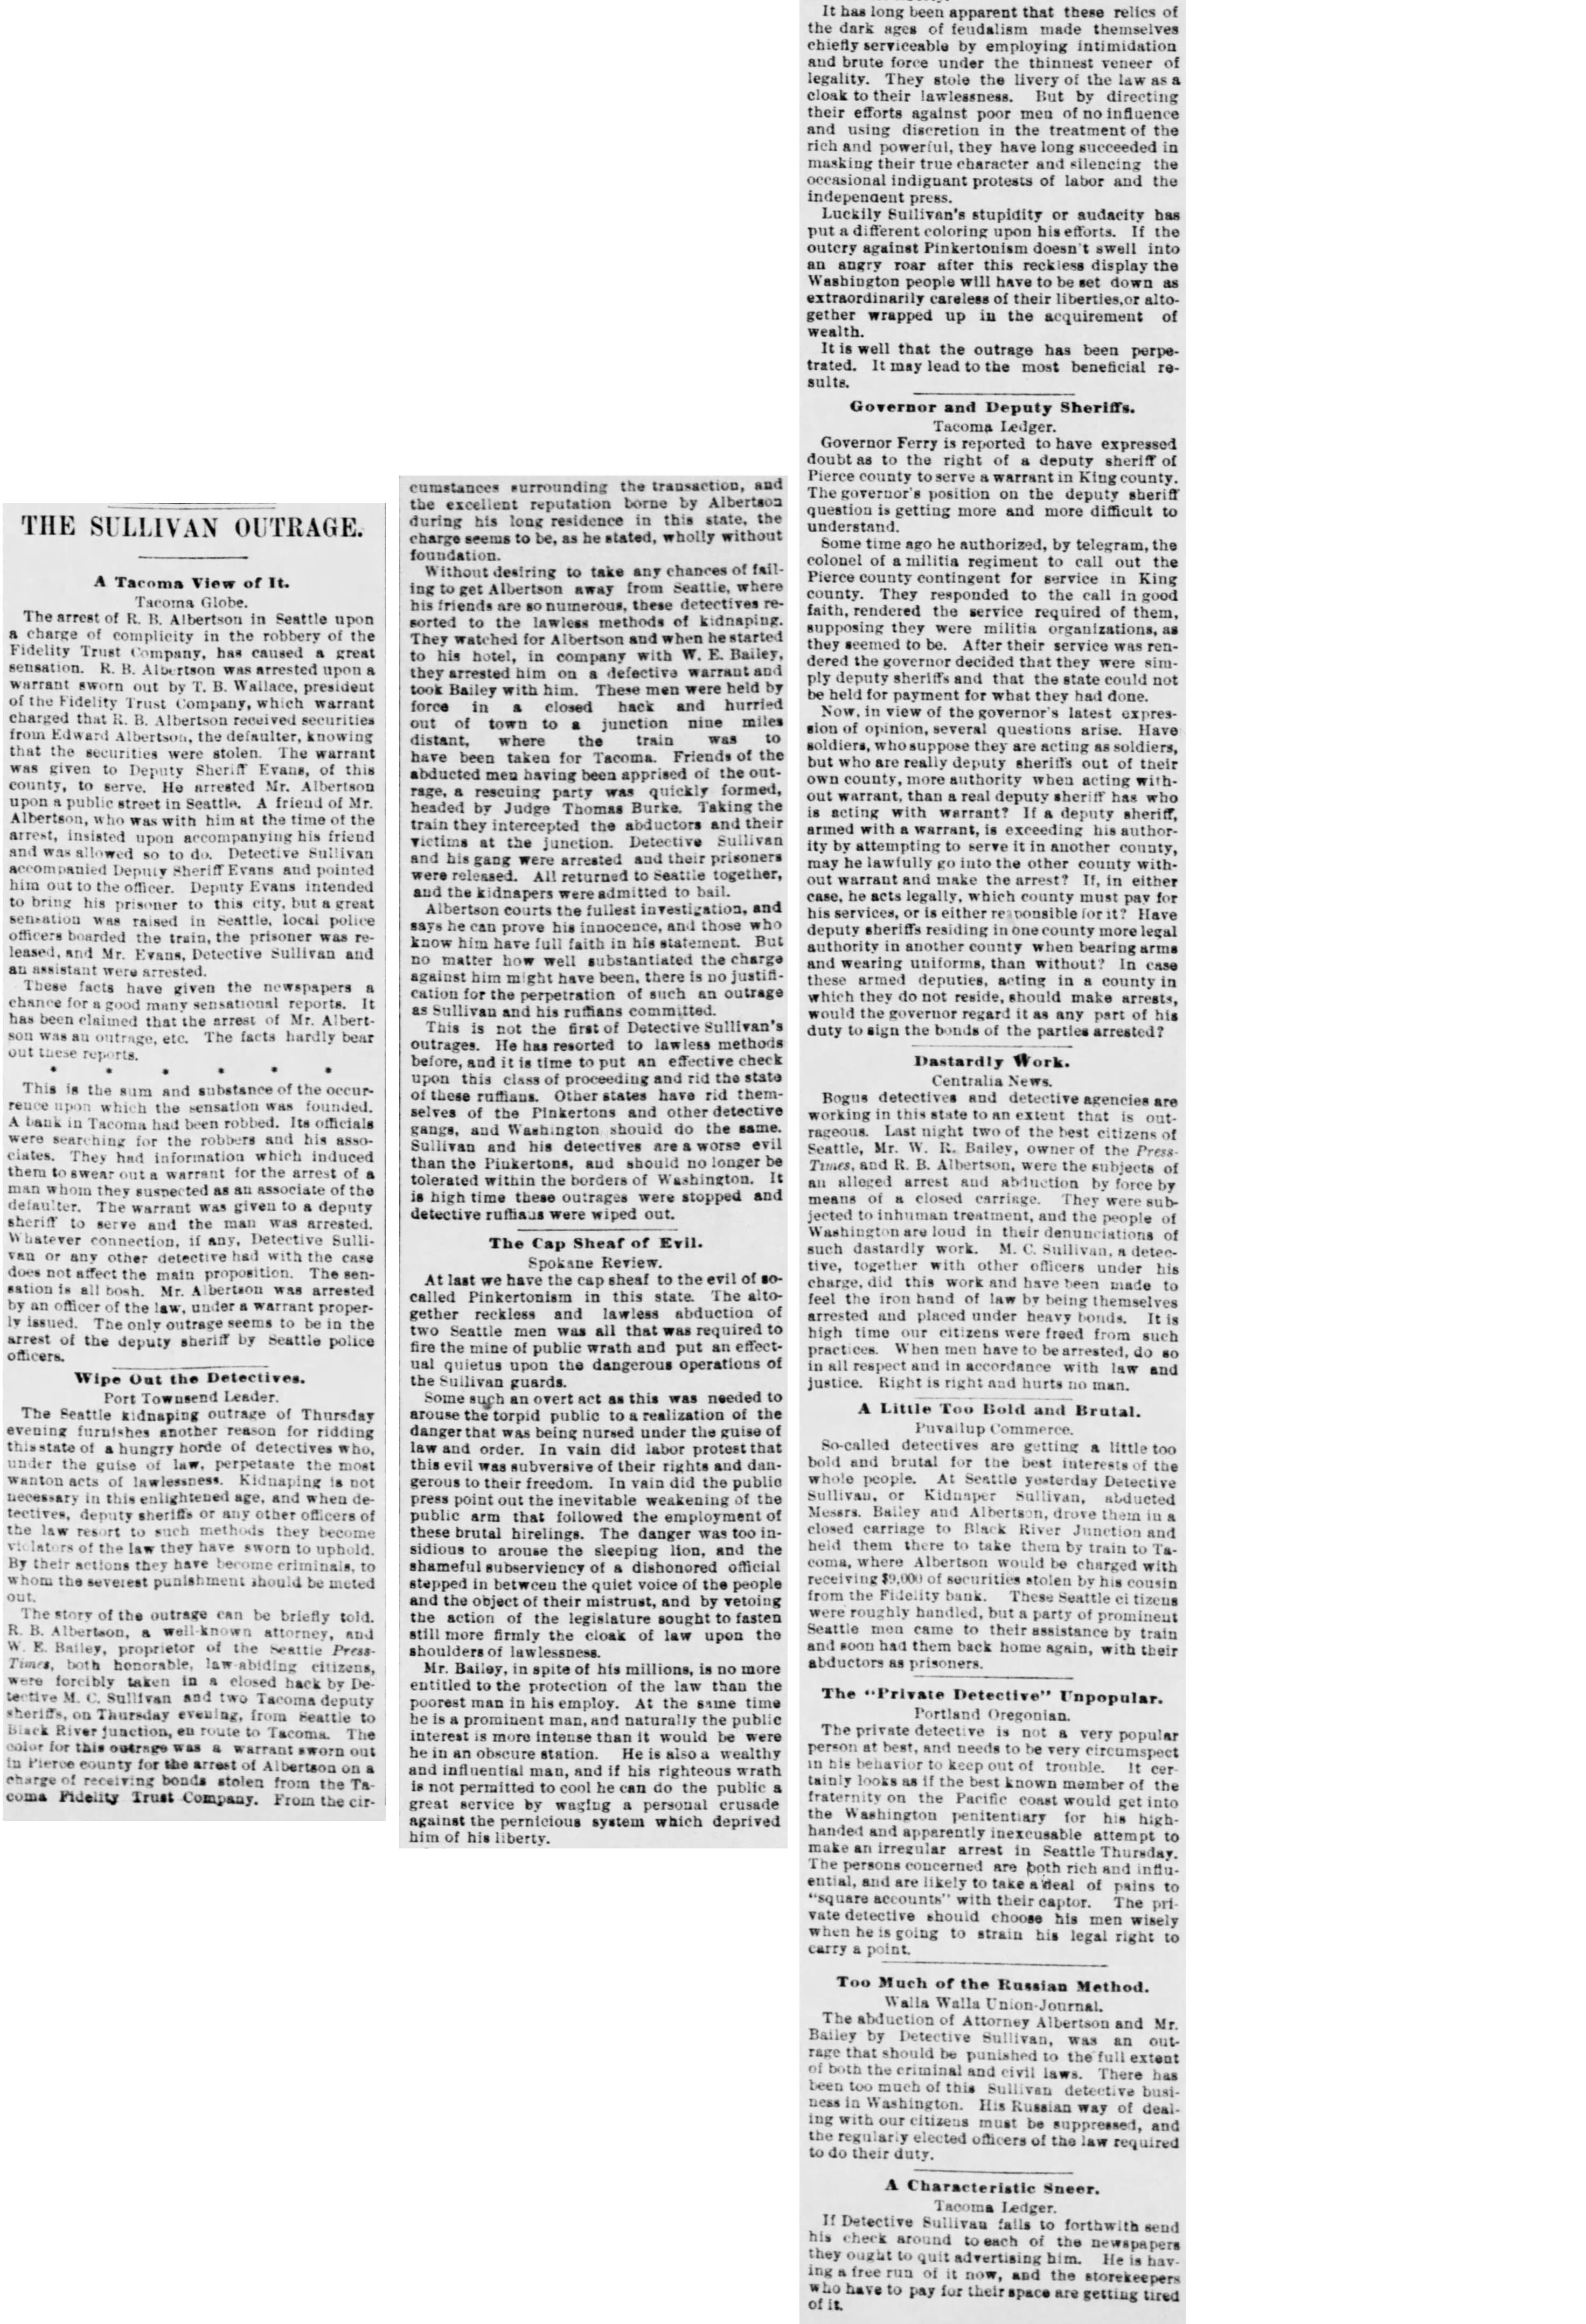 THE SULLIVAN OUTRAGE.
A Tacoma View of It.
Tacoma Globe.
The arrest of R. B. Albertson in Seattle upon
a charge of complicity in the robbery of the
Fidelity Trust Company, has caused a great
sensation. R. B. Albertson was arrested upon a
warrant sworn out by T. B. Wallace, president
of the Fidelity Trust Company, which warrant
charged that R. B. Albertson received securities
from Edward Albertson, the defaulter, knowing
that the securities were stolen. The warrant
was given to Deputy Sheriff Evans, of this
county, to serve. He arrested Mr. Albertson
upon a public street in Seattle. A friend of Mr.
Albertson, who was with him at the time of the
arrest, insisted upon accompanying his friend
and was allowed so to do. Detective Sullivan
accompanied Deputy Sheriff Evans and pointed
him out to the officer. Deputy Evans intended
to bring his prisoner to this city, but a great
sensation was raised in Seattle, local police
officers boarded the train, the prisoner was re-
leased, and Mr. Evans, Detective Sullivan and
an assistant were arrested.
These facts have given the newspapers a
chance for a good many sensational reports. It
has been claimed that the arrest of Mr. Albert-
son was an outrage, etc. The facts hardly bear
out these reports.
* * * * * *
This is the sum and substance of the occur-
rence upon which the sensation was founded.
A bank in Tacoma had been robbed. Its officials
were searching for the robbers and his asso-
ciates. They had information which induced
them to swear out a warrant for the arrest of a
man whom they suspected as an associate of the
defaulter. The warrant was given to a deputy
sheriff to serve and the man was arrested.
Whatever connection, if any, Detective Sulli-
van or any other detective had with the case
does not affect the main proposition. The sen-
sation is all bosh. Mr. Albertson was arrested
by an officer of the law, under a warrant proper-
ly issued. The only outrage seems to be in the
arrest of the deputy sheriff by Seattle police
officers.
Wipe Out the Detectives.
Port Townsend Leader.
The Seattle kidnaping outrage of Thursday
evening furnishes another reason for ridding
this state of a hungry horde of detectives who,
under the guise of law, perpetaate the most
wanton acts of lawlessness. Kidnaping is not
necessary in this enlightened age, and when de-
tectives, deputy sheriffs or any other officers of
the law resort to such methods they become
violators of the law they have sworn to uphold.
By their actions they have become criminals, to
whom the severest punishment should be meted
out.
The story of the outrage can be briefly told.
R. B. Albertson, a well-known attorney, and
W. E. Bailey, proprietor of the Seattle Press-
Times, both honorable, law-abiding citizens,
were forcibly taken in a closed hack by De-
tective M. C. Sullivan and two Tacoma deputy
sheriffs, on Thursday evening, from Seattle to
Black River junction, en route to Tacoma. The
color for this outrage was a warrant sworn out
in Pierce county for the arrest of Albertson on a
charge of receiving bonds stolen from the Ta-
coma Fidelity Trust Company. From the cir-
cumstances surrounding the transaction, and
the excellent reputation borne by Albertson
during his long residence in this state, the
charge seems to be, as he stated, wholly without
foundation.
Without desiring to take any chances of fail-
ing to get Albertson away from Seattle, where
his friends are so numerous, these detectives re-
sorted to the lawless methods of kidnaping.
They watched for Albertson and when he started
to his hotel, in company with W. E. Bailey,
they arrested him on a defective warrant and
took Bailey with him. These men were held by
force in a closed hack and hurried
out of town to a junction nine miles
distant, where the train was to
have been taken for Tacoma. Friends of the
abducted men having been apprised of the out-
rage, a rescuing party was quickly formed,
headed by Judge Thomas Burke. Taking the
train they intercepted the abductors and their
victims at the junction. Detective Sullivan
and his gang were arrested and their prisoners
were released. All returned to Seattle together,
and the kidnapers were admitted to bail.
Albertson courts the fullest investigation, and
says he can prove his innocence, and those who
know him have full faith in his statement. But
no matter how well substantiated the charge
against him might have been, there is no justifi-
cation for the perpetration of such an outrage
as Sullivan and his ruffians committed.
This is not the first of Detective Sullivan's
outrages. He has resorted to lawless methods
before, and it is time to put an effective check
upon this class of proceeding and rid the state
of these ruffians. Other states have rid them-
selves of the Pinkertons and other detective
gangs, and Washington should do the same.
Sullivan and his detectives are a worse evil
than the Pinkertons, and should no longer be
tolerated within the borders of Washington. It
is high time these outrages were stopped and
detective ruffians were wiped out.
The Cap Sheaf of Evil.
Spokane Review.
At last we have the cap sheaf to the evil of so-
called Pinkertonism in this state. The alto-
gether reckless and lawless abduction of
two Seattle men was all that was required to
fire the mine of public wrath and put an effect-
ual quietus upon the dangerous operations of
the Sullivan guards.
Some such an overt act as this was needed to
arouse the torpid public to a realization of the
danger that was being nursed under the guise of
law and order. In vain did labor protest that
this evil was subversive of their rights and dan-
gerous to their freedom. In vain did the public
press point out the inevitable weakening of the
public arm that followed the employment of
these brutal hirelings. The danger was too in-
sidious to arouse the sleeping lion, and the
shameful subserviency of a dishonored official
stepped in between the quiet voice of the people
and the object of their mistrust, and by vetoing
the action of the legislature sought to fasten
still more firmly the cloak of law upon the
shoulders of lawlessness.
Mr. Bailey, in spite of his millions, is no more
entitled to the protection of the law than the
poorest man in his employ. At the same time
he is a prominent man, and naturally the public
interest is more intense than it would be were
he in an obscure station. He is also a wealthy
and influential man, and if his righteous wrath
is not permitted to cool he can do the public a
great service by waging a personal crusade
against the pernicious system which deprived
him of his liberty.
It has long been apparent that these relics of
the dark ages of feudalism made themselves
chiefly serviceable by employing intimidation
and brute force under the thinnest veneer of
legality. They stole the livery of the law as a
cloak to their lawlessness. But by directing
their efforts against poor men of no influence
and using discretion in the treatment of the
rich and powerful, they have long succeeded in
masking their true character and silencing the
occasional indignant protests of labor and the
independent press.
Luckily Sullivan's stupidity or audacity has
put a different coloring upon his efforts. If the
outcry against Pinkertonism doesn't swell into
an angry roar after this reckless display the
Washington people will have to be set down as
extraordinarily careless of their liberties,or alto-
gether wrapped up in the acquirement of
wealth.
It is well that the outrage has been perpe-
trated. It may lead to the most beneficial re-
sults.
Governor and Deputy Sheriffs.
Tacoma Ledger.
Governor Ferry is reported to have expressed
doubt as to the right of a deputy sheriff of
Pierce county to serve a warrant in King county.
The governor's position on the deputy sheriff
question is getting more and more difficult to
understand.
Some time ago he authorized, by telegram, the
colonel of a militia regiment to call out the
Pierce county contingent for service in King
county. They responded to the call in good
faith, rendered the service required of them,
supposing they were militia organizations, as
they seemed to be. After their service was ren-
dered the governor decided that they were sim-
ply deputy sheriffs and that the state could not
be held for payment for what they had done.
Now, in view of the governor's latest expres-
sion of opinion, several questions arise. Have
soldiers, who suppose they are acting as soldiers,
but who are really deputy sheriffs out of their
own county, more authority when acting with-
out warrant, than a real deputy sheriff has who
is acting with warrant? If a deputy sheriff,
armed with a warrant, is exceeding his author-
ity by attempting to serve it in another county,
may he lawfully go into the other county with-
out warrant and make the arrest? If, in either
case, he acts legally, which county must pay for
his services, or is either responsible for it? Have
deputy sheriffs residing in one county more legal
authority in another county when bearing arms
and wearing uniforms, than without? In case
these armed deputies, acting in a county in
which they do not reside, should make arrests,
would the governor regard it as any part of his
duty to sign the bonds of the parties arrested?
Dastardly Work.
Centralia News.
Bogus detectives and detective agencies are
working in this state to an extent that is out-
rageous. Last night two of the best citizens of
Seattle, Mr. W. R. Bailey, owner of the Press-
Times, and R. B. Albertson, were the subjects of
an alleged arrest and abduction by force by
means of a closed carriage. They were sub-
jected to inhuman treatment, and the people of
Washington are loud in their denunciations of
such dastardly work. M. C. Sullivan, a detec-
tive, together with other officers under his
charge, did this work and have been made to
feel the iron hand of law by being themselves
arrested and placed under heavy bonds. It is
high time our citizens were freed from such
practices. When men have to be arrested, do so
in all respect and in accordance with law and
justice. Right is right and hurts no man.
A Little Too Bold and Brutal.
Puyallup Commerce.
So-called detectives are getting a little too
bold and brutal for the best interests of the
whole people. At Seattle yesterday Detective
Sullivan, or Kidnaper Sullivan, abducted
Messrs. Bailey and Albertson, drove them in a
closed carriage to Black River Junction and
held them there to take them by train to Ta-
coma, where Albertson would be charged with
receiving $9,000 of securities stolen by his cousin
from the Fidelity bank. These Seattle ci tizens
were roughly handled, but a party of prominent
Seattle men came to their assistance by train
and soon had them back home again, with their
abductors as prisoners.
The "Private Detective" Unpopular.
Portland Oregonian.
The private detective is not a very popular
person at best, and needs to be very circumspect
in his behavior to keep out of trouble. It cer-
tainly looks as if the best known member of the
fraternity on the Pacific coast would get into
the Washington penitentiary for his high-
handed and apparently inexcusable attempt to
make an irregular arrest in Seattle Thursday.
The persons concerned are both rich and influ-
ential, and are likely to take a deal of pains to
"square accounts" with their captor. The pri-
vate detective should choose his men wisely
when he is going to strain his legal right to
carry a point.
Too Much of the Russian Method.
Walla Walla Union-Journal.
The abduction of Attorney Albertson and Mr.
Bailey by Detective Sullivan, was an out-
rage that should be punished to the full extent
of both the criminal and civil laws. There has
been too much of this Sullivan detective busi-
ness in Washington. His Russian way of deal-
ing with our citizens must be suppressed, and
the regularly elected officers of the law required
to do their duty.
A Characteristic Sneer.
Tacoma Ledger.
If Detective Sullivan fails to forthwith send
his check around to each of the newspapers
they ought to quit advertising him. He is hav-
ing a free run of it now, and the storekeepers
who have to pay for their space are getting tired
of it.